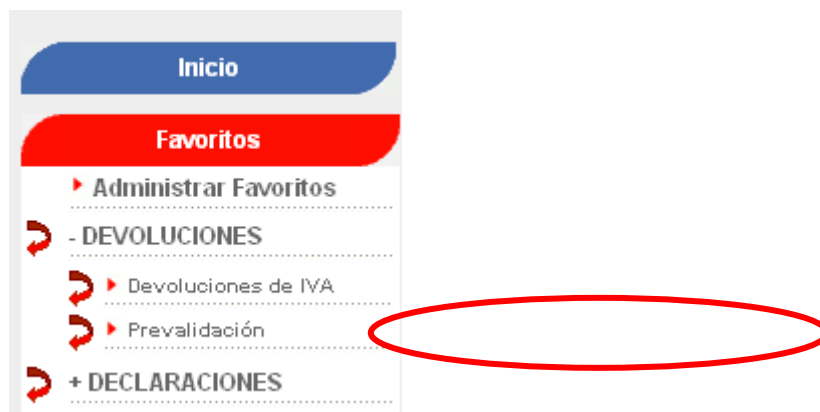 Inicio
Favoritos
Administrar Favoritos
- DEVOLUCIONES
Devoluciones de IVA
Prevalidación
+ DECLARACIONES